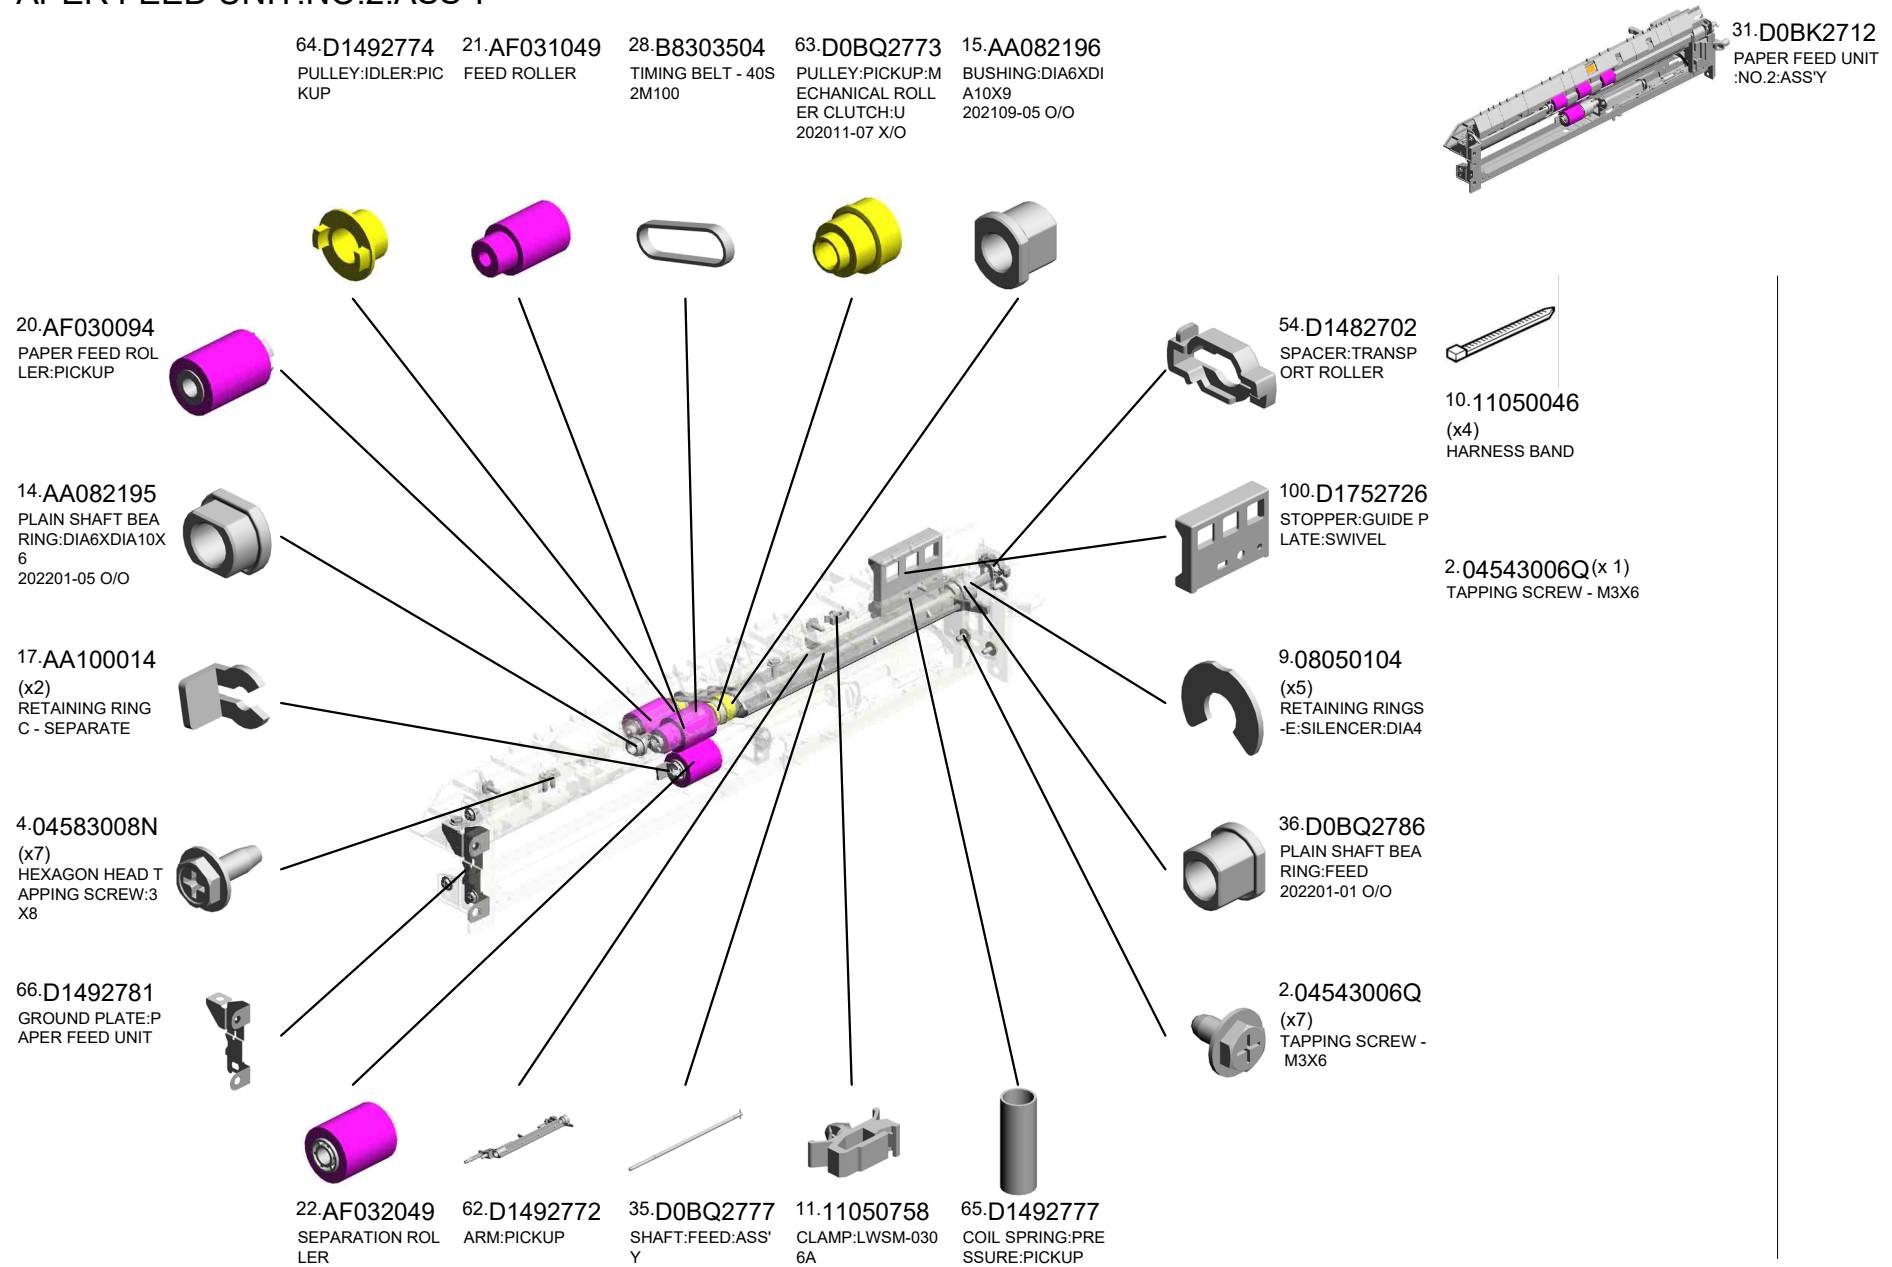 APER FEED UNIT:NO.2:ASS'Y
64.D1492774
PULLEY:IDLER:PIC
KUP
21.AF031049
FEED ROLLER
28.B8303504
TIMING BELT - 40S
2M100
63.D0BQ2773
PULLEY:PICKUP:M
ECHANICAL ROLL
ER CLUTCH:U
202011-07 X/O
15.AA082196
BUSHING:DIA6XDI
A10X9
202109-05 O/O
31.D0BK2712
PAPER FEED UNIT
:NO.2:ASS'Y
20.AF030094
PAPER FEED ROL
LER:PICKUP
14.AA082195
PLAIN SHAFT BEA
RING:DIA6XDIA10X
6
202201-05 O/O
17.AA100014
(x2)
RETAINING RING
C - SEPARATE
4.04583008N
(x7)
HEXAGON HEAD T
APPING SCREW:3
X8
66.D1492781
GROUND PLATE:P
APER FEED UNIT
54.D1482702
SPACER:TRANSP
ORT ROLLER
10.11050046
(x4)
HARNESS BAND
100.D1752726
STOPPER:GUIDE P
LATE:SWIVEL
2.04543006Q(x 1)
TAPPING SCREW - M3X6
9.08050104
(x5)
RETAINING RINGS
-E:SILENCER:DIA4
36.D0BQ2786
PLAIN SHAFT BEA
RING:FEED
202201-01 O/O
2.04543006Q
(x7)
TAPPING SCREW -
M3X6
22.AF032049
SEPARATION ROL
LER
62.D1492772
ARM:PICKUP
35.D0BQ2777
SHAFT:FEED:ASS'
Y
11.11050758
CLAMP:LWSM-030
6A
65.D1492777
COIL SPRING:PRE
SSURE:PICKUP